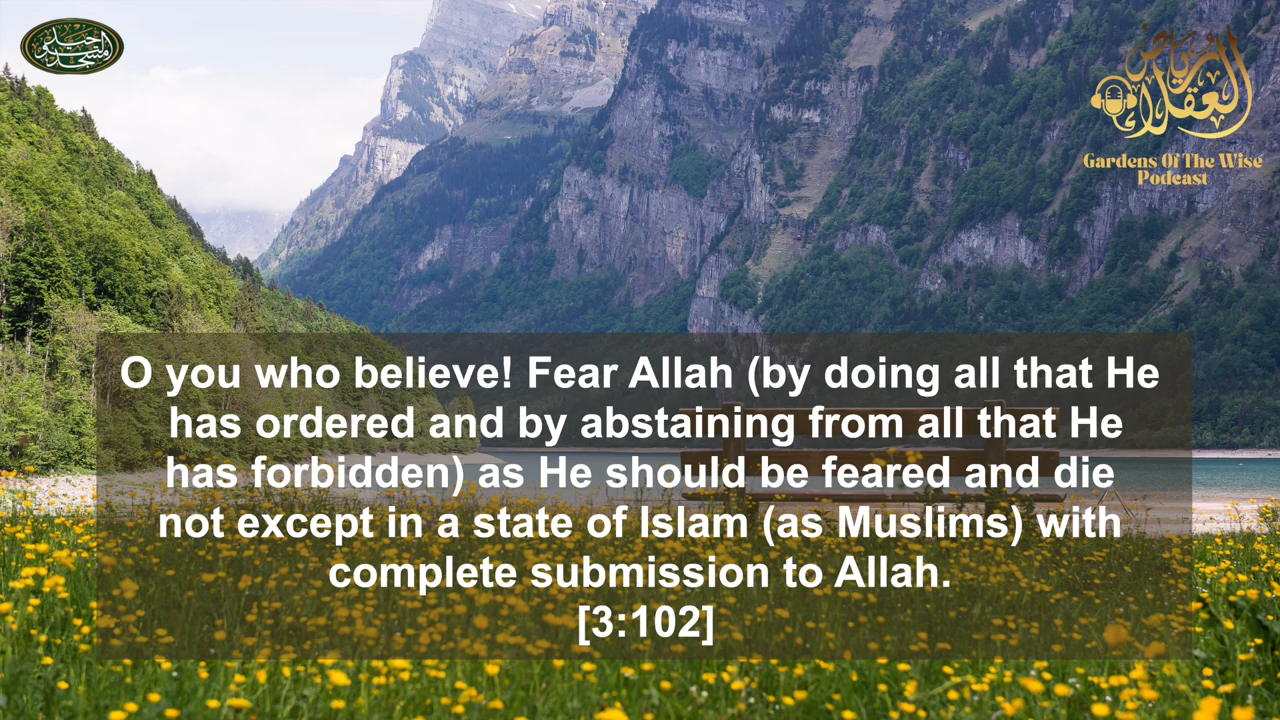 رياض
العقلاء
Gardens Of The Wise
Podcast
O you who believe! Fear Allah (by doing all that He
has ordered and by abstaining from all that He
has forbidden) as He should be feared and die
not except in a state of Islam (as Muslims) with
complete submission to Allah.
[3:102]